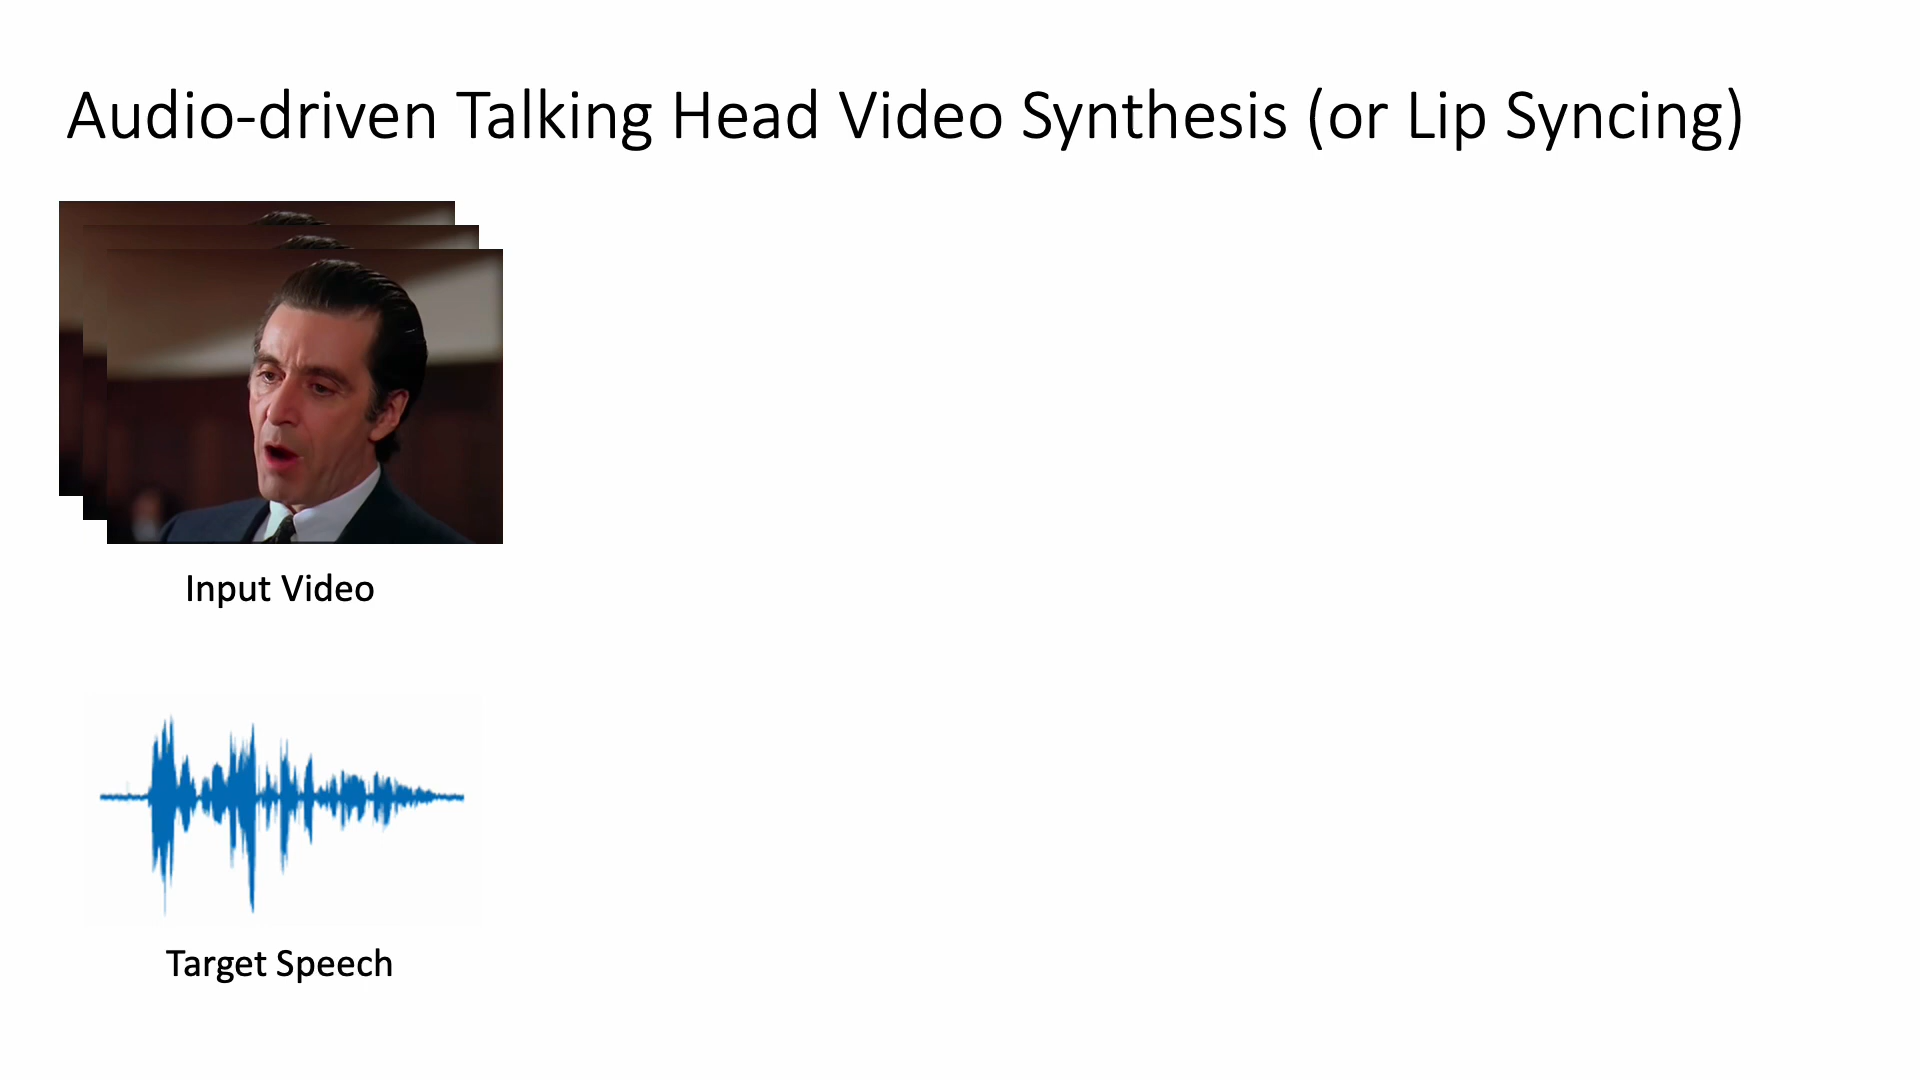 Audio-driven Talking Head Video Synthesis (or Lip Syncing)
Input Video
Target Speech